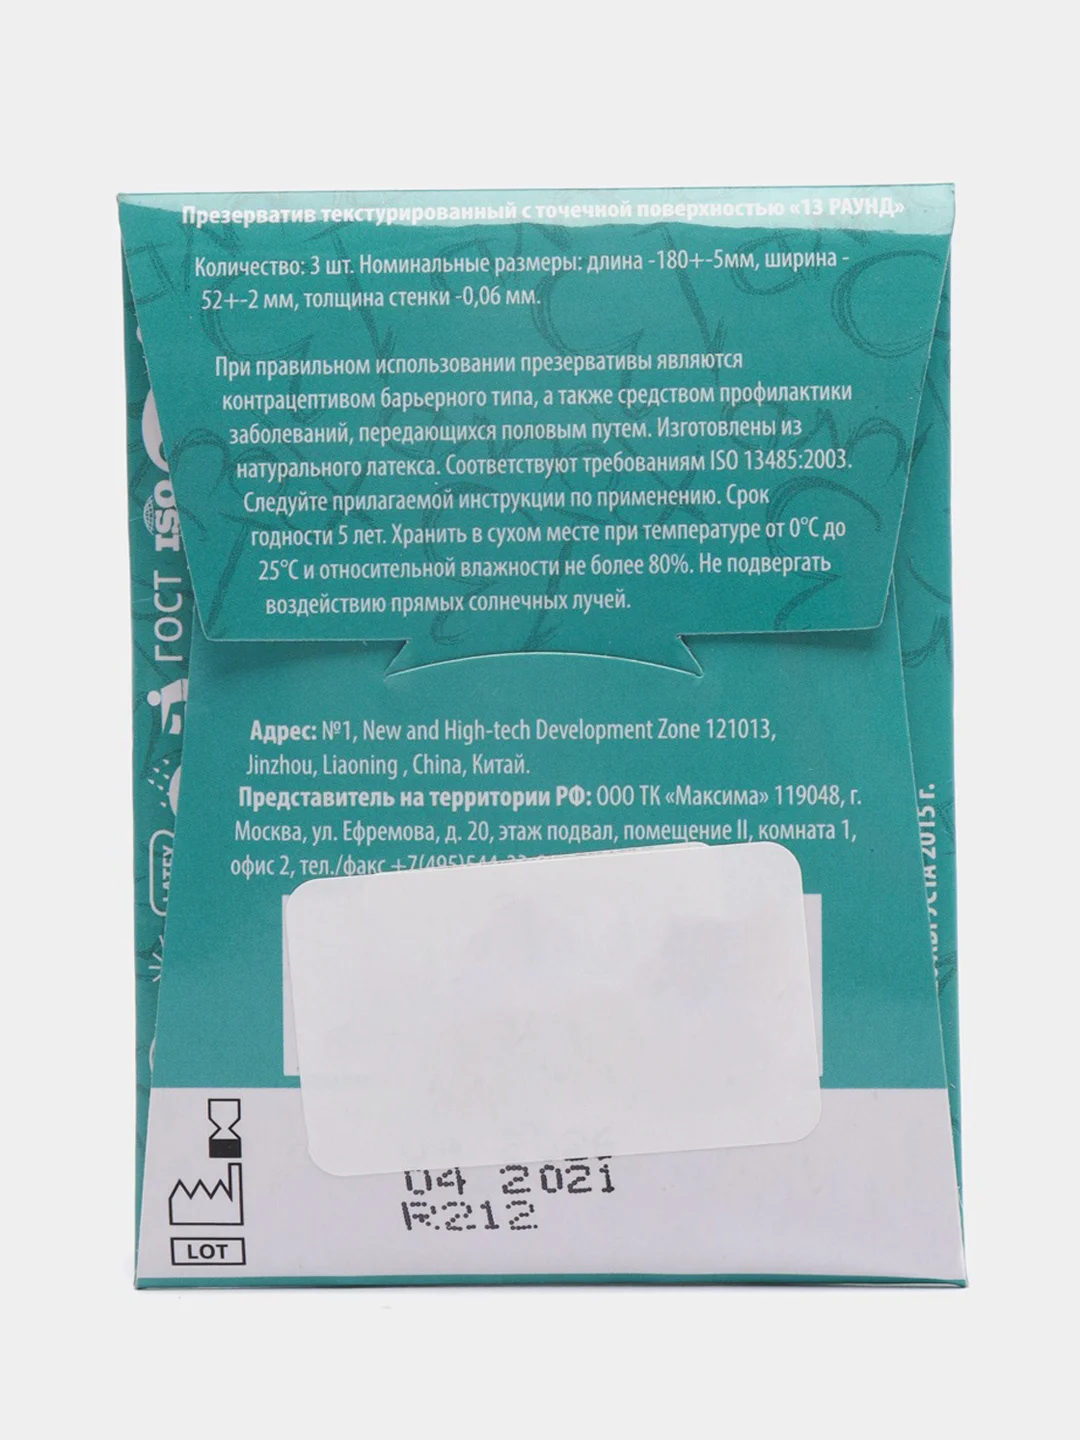 Презерватив текстурированный с точечной поверхностью «13 РАУНД»
Количество: 3 шт. Номинальные размеры: длина -180+-5мм, ширина -
52+-2 мм, толщина стенки -0,06 мм.
При правильном использовании презервативы являются
контрацептивом барьерного типа, а также средством профилактики
заболеваний, передающихся половым путем. Изготовлены из
натурального латекса. Соответствуют требованиям ISO 13485:2003.
Следуйте прилагаемой инструкции по применению. Срок
годности 5 лет. Хранить в сухом месте при температуре от 0°C до
25°C и относительной влажности не более 80%. Не подвергать
воздействию прямых солнечных лучей.
ISO
ГОСТ
Адрес: №1, New and High-tech Development Zone 121013,
Jinzhou, Liaoning , China, Китай.
Представитель на территории РФ: ООО ТК «Максима» 119048, г.
Москва, ул. Ефремова, д. 20, этаж подвал, помещение II, комната 1,
офис 2, тел./факс +7(495)544
2015 г.
04 2021
R212
LOT